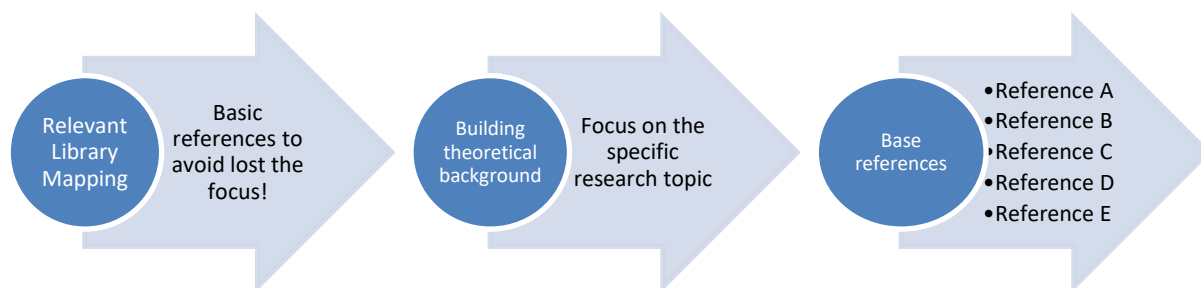 Relevant
Library
Mapping
Basic
references to
avoid lost the
focus!
Building
theoretical
background
Focus on the
specific
research topic
Base
references
•Reference A
•Reference B
•Reference C
•Reference D
•Reference E